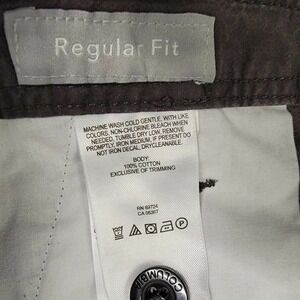 Regular Fit
MACHINE WASH COLD GENTLE, WITH LIKE
COLORS, NON-CHLORINE BLEACH WHEN
NEEDED, TUMBLE DRY LOW, REMOVE
PROMPTLY, IRON MEDIUM, IF PRESENT DO
NOT IRON DECAL, DRYCLEANABLE.
BODY:
100% COTTON
EXCLUSIVE OF TRIMMING
RN 69724
CA 05367
COLUMBIA